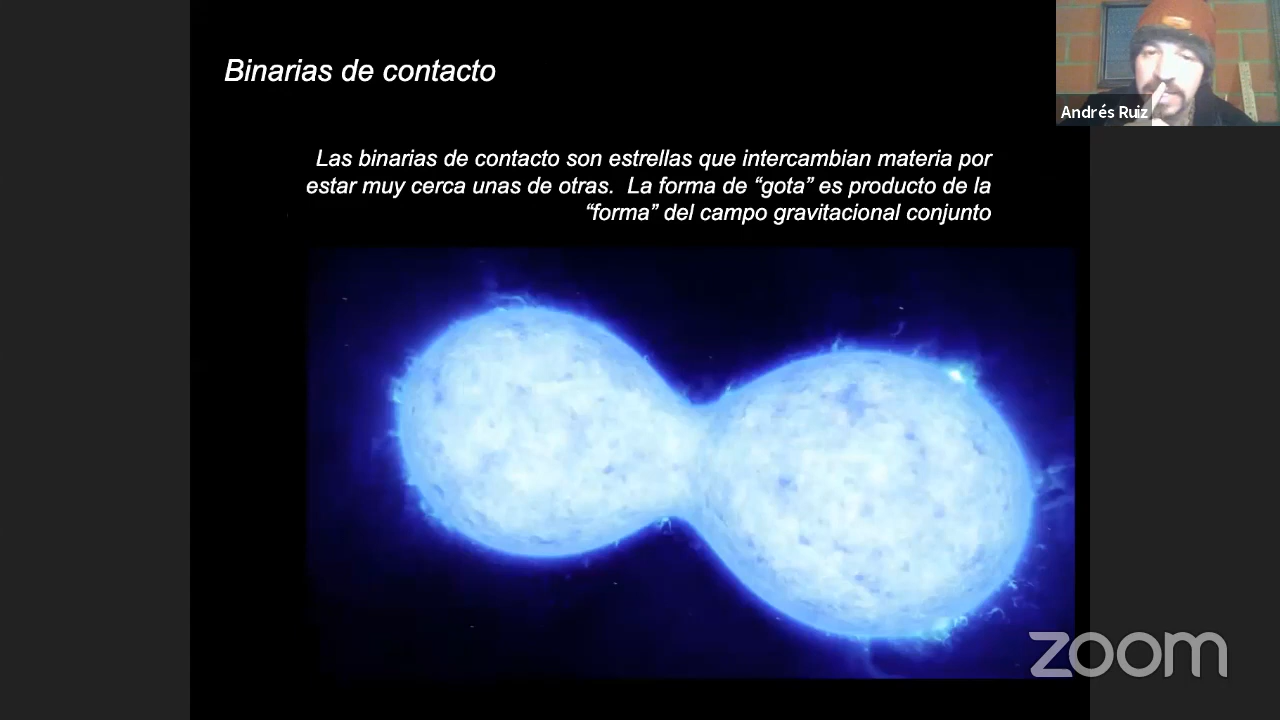 Binarias de contacto
Andrés Ruiz
Las binarias de contacto son estrellas que intercambian materia por
estar muy cerca unas de otras.  La forma de “gota” es producto de la
“forma” del campo gravitacional conjunto
zoom